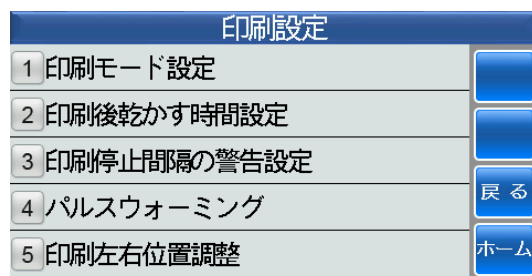 印刷設定
1 印刷モード設定
2 印刷後乾かす時間設定
3 印刷停止間隔の警告設定
4 パルスウォーミング
5 印刷左右位置調整
戻る
ホーム